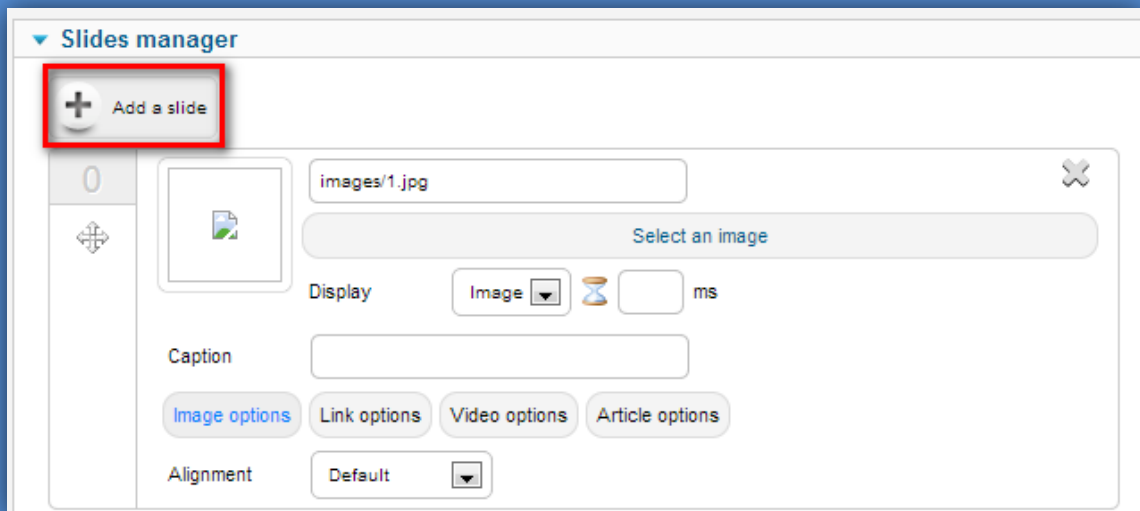 Slides manager
Add a slide
0
images/1.jpg
Select an image
Display Image ms
Caption
Image options Link options Video options Article options
Alignment Default